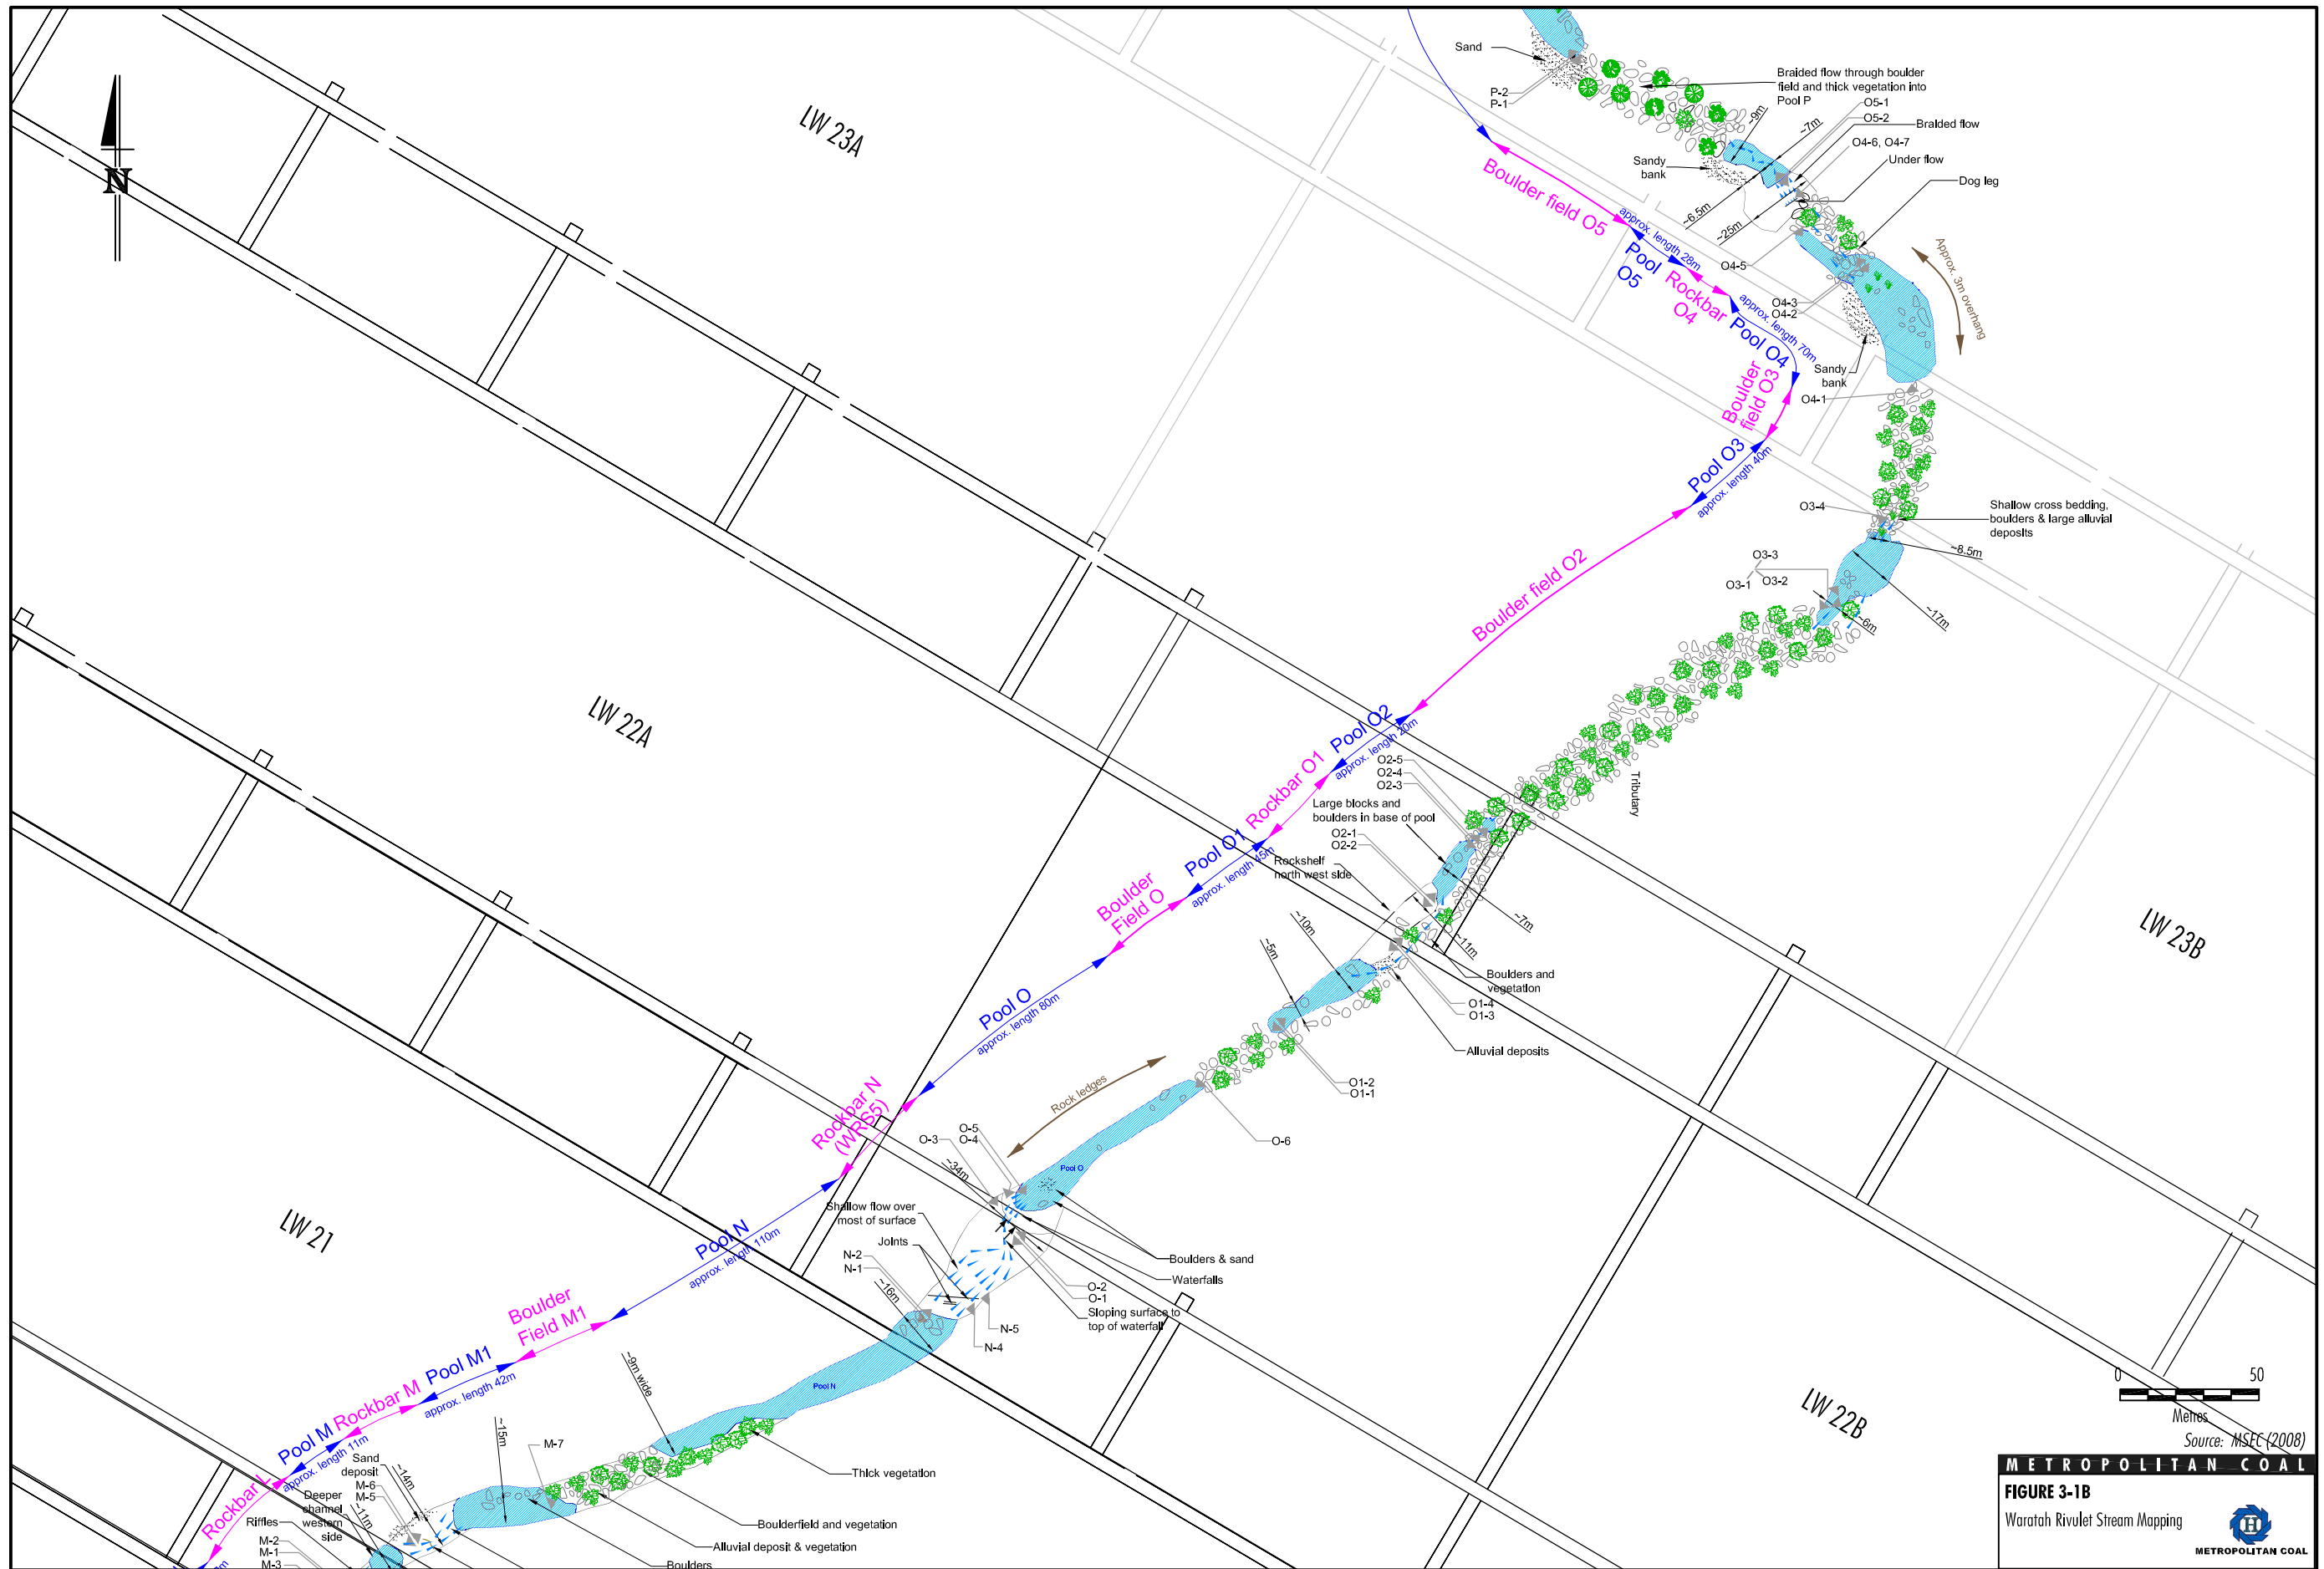 Sand
P-2
P-1
Braided flow through boulder
field and thick vegetation into
Pool P
O5-1
O5-2
Braided flow
O4-6, O4-7
Under flow
Dog leg
~9m
~7m
Sandy
bank
~6.5m
~25m
O4-5
O4-3
O4-2
Approx. 3m overhang
Sandy
bank
O4-1
N
LW 23A
Boulder field O5
approx. length 28m
Pool
O5
Rockbar
O4
approx. length 70m
Pool O4
Boulder
field O3
Pool O3
approx. length 40m
O3-4
Shallow cross bedding,
boulders & large alluvial
deposits
~8.5m
O3-3
O3-1
O3-2
~17m
~6m
Boulder field O2
LW 22A
Pool O2
approx. length 20m
Rockbar O1
O2-5
O2-4
O2-3
Large blocks and
boulders in base of pool
O2-1
O2-2
Rockshelf
north west side
Tributary
Pool O1
approx. length 45m
Boulder
Field O
~7m
~11m
~10m
~5m
LW 23B
Boulders and
vegetation
O1-4
O1-3
Alluvial deposits
Pool O
approx. length 80m
O1-2
O1-1
Rock ledges
O-6
Rockbar N
(WRS5)
O-5
O-4
O-3
~34m
Pool O
Shallow flow over
most of surface
Joints
N-2
N-1
~16m
Boulders & sand
Waterfalls
O-2
O-1
Sloping surface to
top of waterfall
N-5
N-4
LW 21
Pool N
approx. length 110m
Boulder
Field M1
Pool M1
approx. length 42m
Rockbar M
Pool M
approx. length 11m
Rockbar L
~9m wide
Pool N
~15m
M-7
Thick vegetation
Sand
deposit
~14m
M-6
M-5
Deeper
channel
western
side
~11m
Riffles
M-2
M-1
M-3
Boulderfield and vegetation
Alluvial deposit & vegetation
Boulders
LW 22B
0 50
Metres
Source: MSEC (2008)
METROPOLITAN COAL
FIGURE 3-1B
Waratah Rivulet Stream Mapping
METROPOLITAN COAL